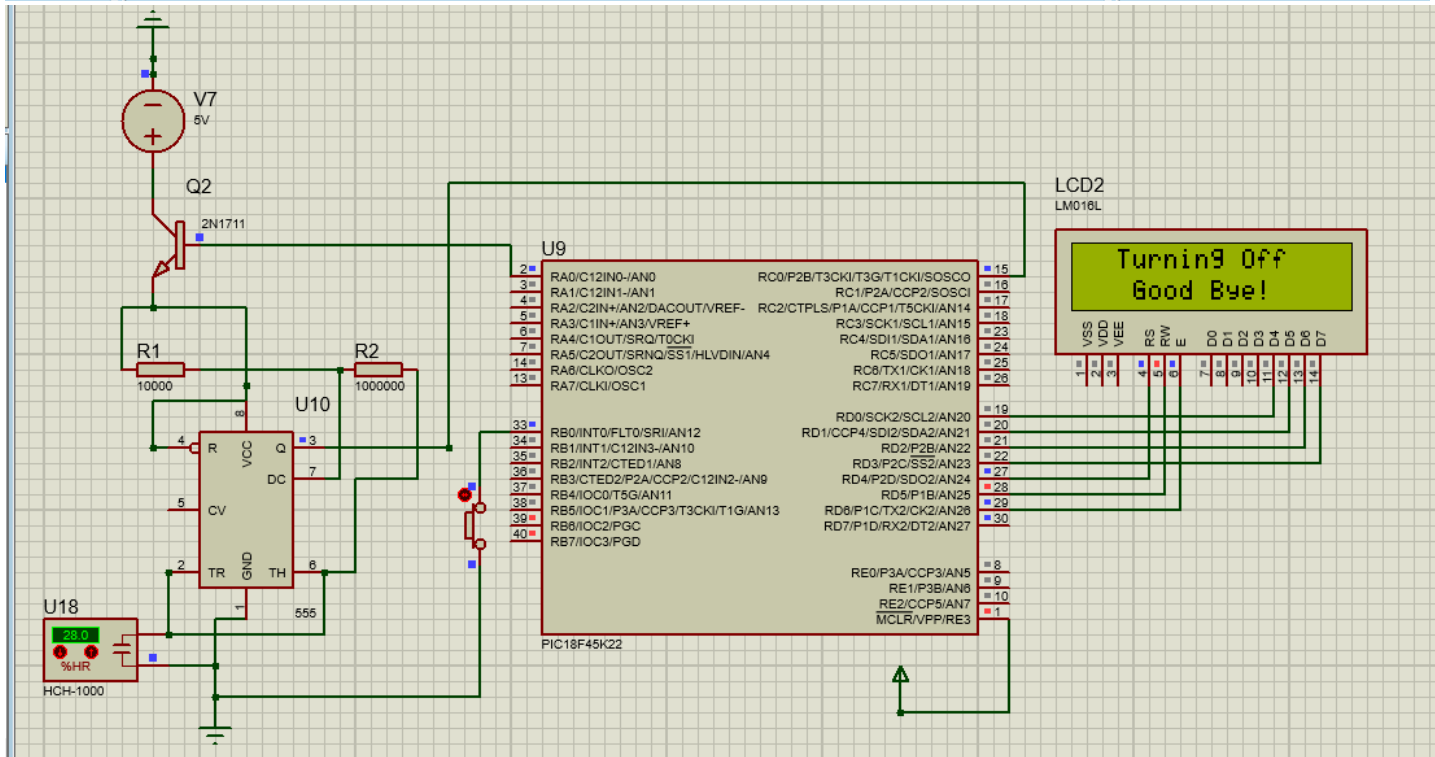 V7
5V
Q2
2N1711
R1
10000
R2
1000000
U10
4 R
8 VCC
Q 3
DC 7
5 CV
2 TR
GND 1
TH 6
555
U18
28.0
%HR
HCH-1000
U9
2 RA0/C12IN0-/AN0
3 RA1/C12IN1-/AN1
4 RA2/C2IN+/AN2/DACOUT/VREF-
5 RA3/C1IN+/AN3/VREF+
6 RA4/C1OUT/SRQ/T0CKI
7 RA5/C2OUT/SRNQ/SS1/HLVDIN/AN4
14 RA6/CLKO/OSC2
13 RA7/CLKI/OSC1
33 RB0/INT0/FLT0/SRI/AN12
34 RB1/INT1/C12IN3-/AN10
35 RB2/INT2/CTED1/AN8
36 RB3/CTED2/P2A/CCP2/C12IN2-/AN9
37 RB4/IOC0/T5G/AN11
38 RB5/IOC1/P3A/CCP3/T3CKI/T1G/AN13
39 RB6/IOC2/PGC
40 RB7/IOC3/PGD
RC0/P2B/T3CKI/T3G/T1CKI/SOSCO 15
RC1/P2A/CCP2/SOSCI 16
RC2/CTPLS/P1A/CCP1/T5CKI/AN14 17
RC3/SCK1/SCL1/AN15 18
RC4/SDI1/SDA1/AN16 23
RC5/SDO1/AN17 24
RC6/TX1/CK1/AN18 25
RC7/RX1/DT1/AN19 26
RD0/SCK2/SCL2/AN20 19
RD1/CCP4/SDI2/SDA2/AN21 20
RD2/P2B/AN22 21
RD3/P2C/SS2/AN23 22
RD4/P2D/SDO2/AN24 27
RD5/P1B/AN25 28
RD6/P1C/TX2/CK2/AN26 29
RD7/P1D/RX2/DT2/AN27 30
RE0/P3A/CCP3/AN5 8
RE1/P3B/AN6 9
RE2/CCP5/AN7 10
MCLR/VPP/RE3 1
PIC18F45K22
LCD2
LM016L
Turning Off
Good Bye!
VSS VDD VEE RS RW E D0 D1 D2 D3 D4 D5 D6 D7
1 2 3 4 5 6 7 8 9 10 11 12 13 14